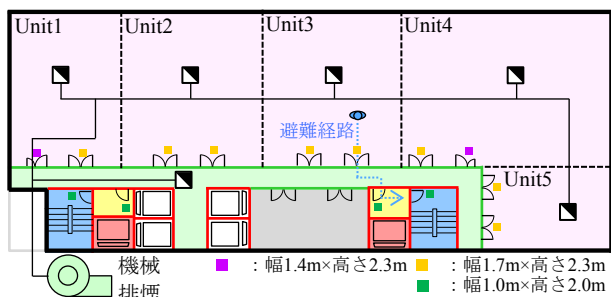 Unit1
Unit2
Unit3
Unit4
避難経路
Unit5
機械
排煙
：幅1.4m×高さ2.3m
：幅1.7m×高さ2.3m
：幅1.0m×高さ2.0m